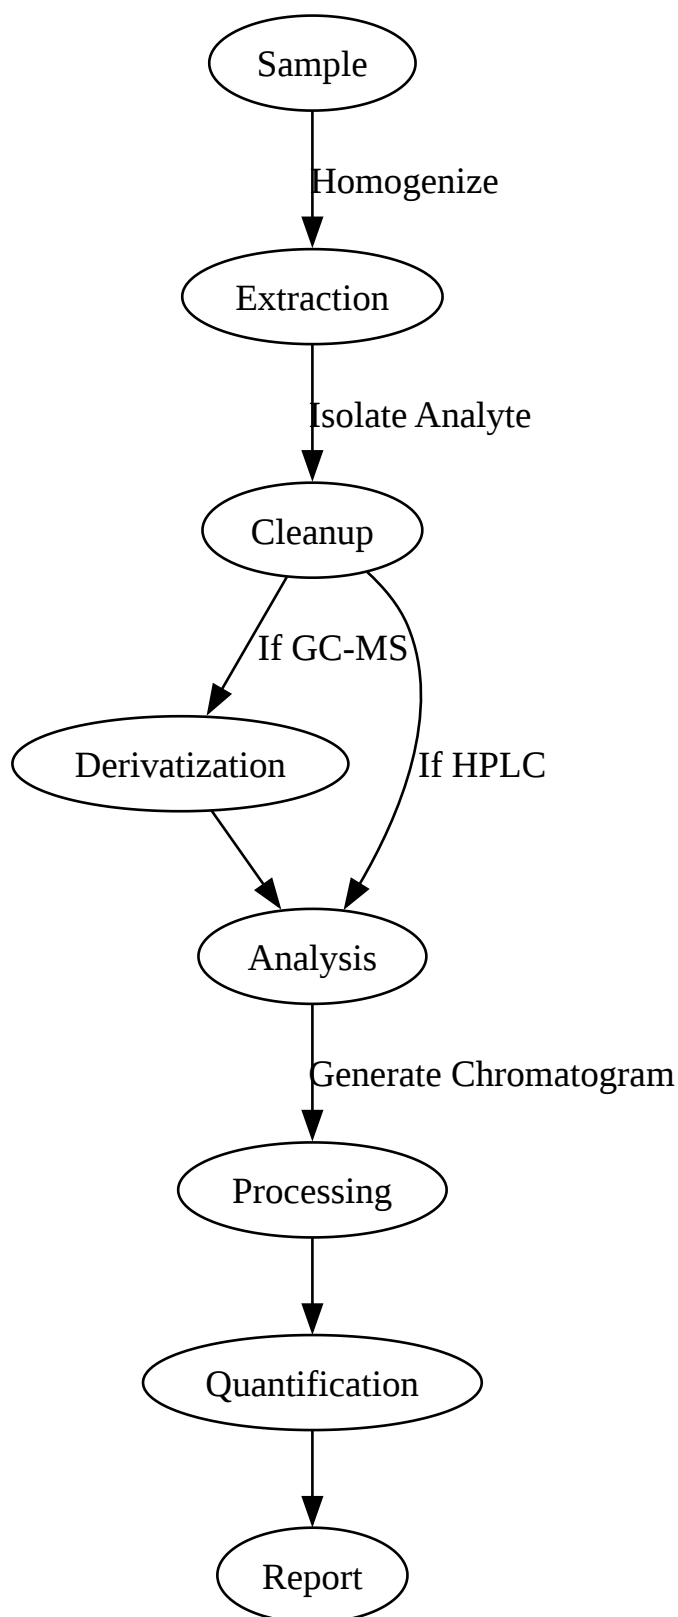 Sample
Homogenize
Extraction
Isolate Analyte
Cleanup
If GC-MS
Derivatization
If HPLC
Analysis
Generate Chromatogram
Processing
Quantification
Report